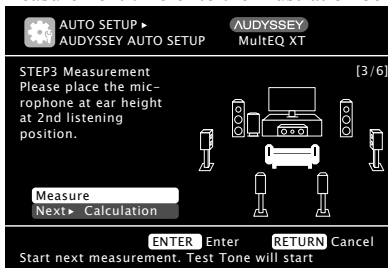 AUTO SETUP ▸
AUDYSSEY AUTO SETUP
AUDYSSEY
MultEQ XT
STEP3 Measurement
[3/6]
Please place the mic-
rophone at ear height
at 2nd listening
position.
Measure
Next▸ Calculation
ENTER Enter RETURN Cancel
Start next measurement. Test Tone will start